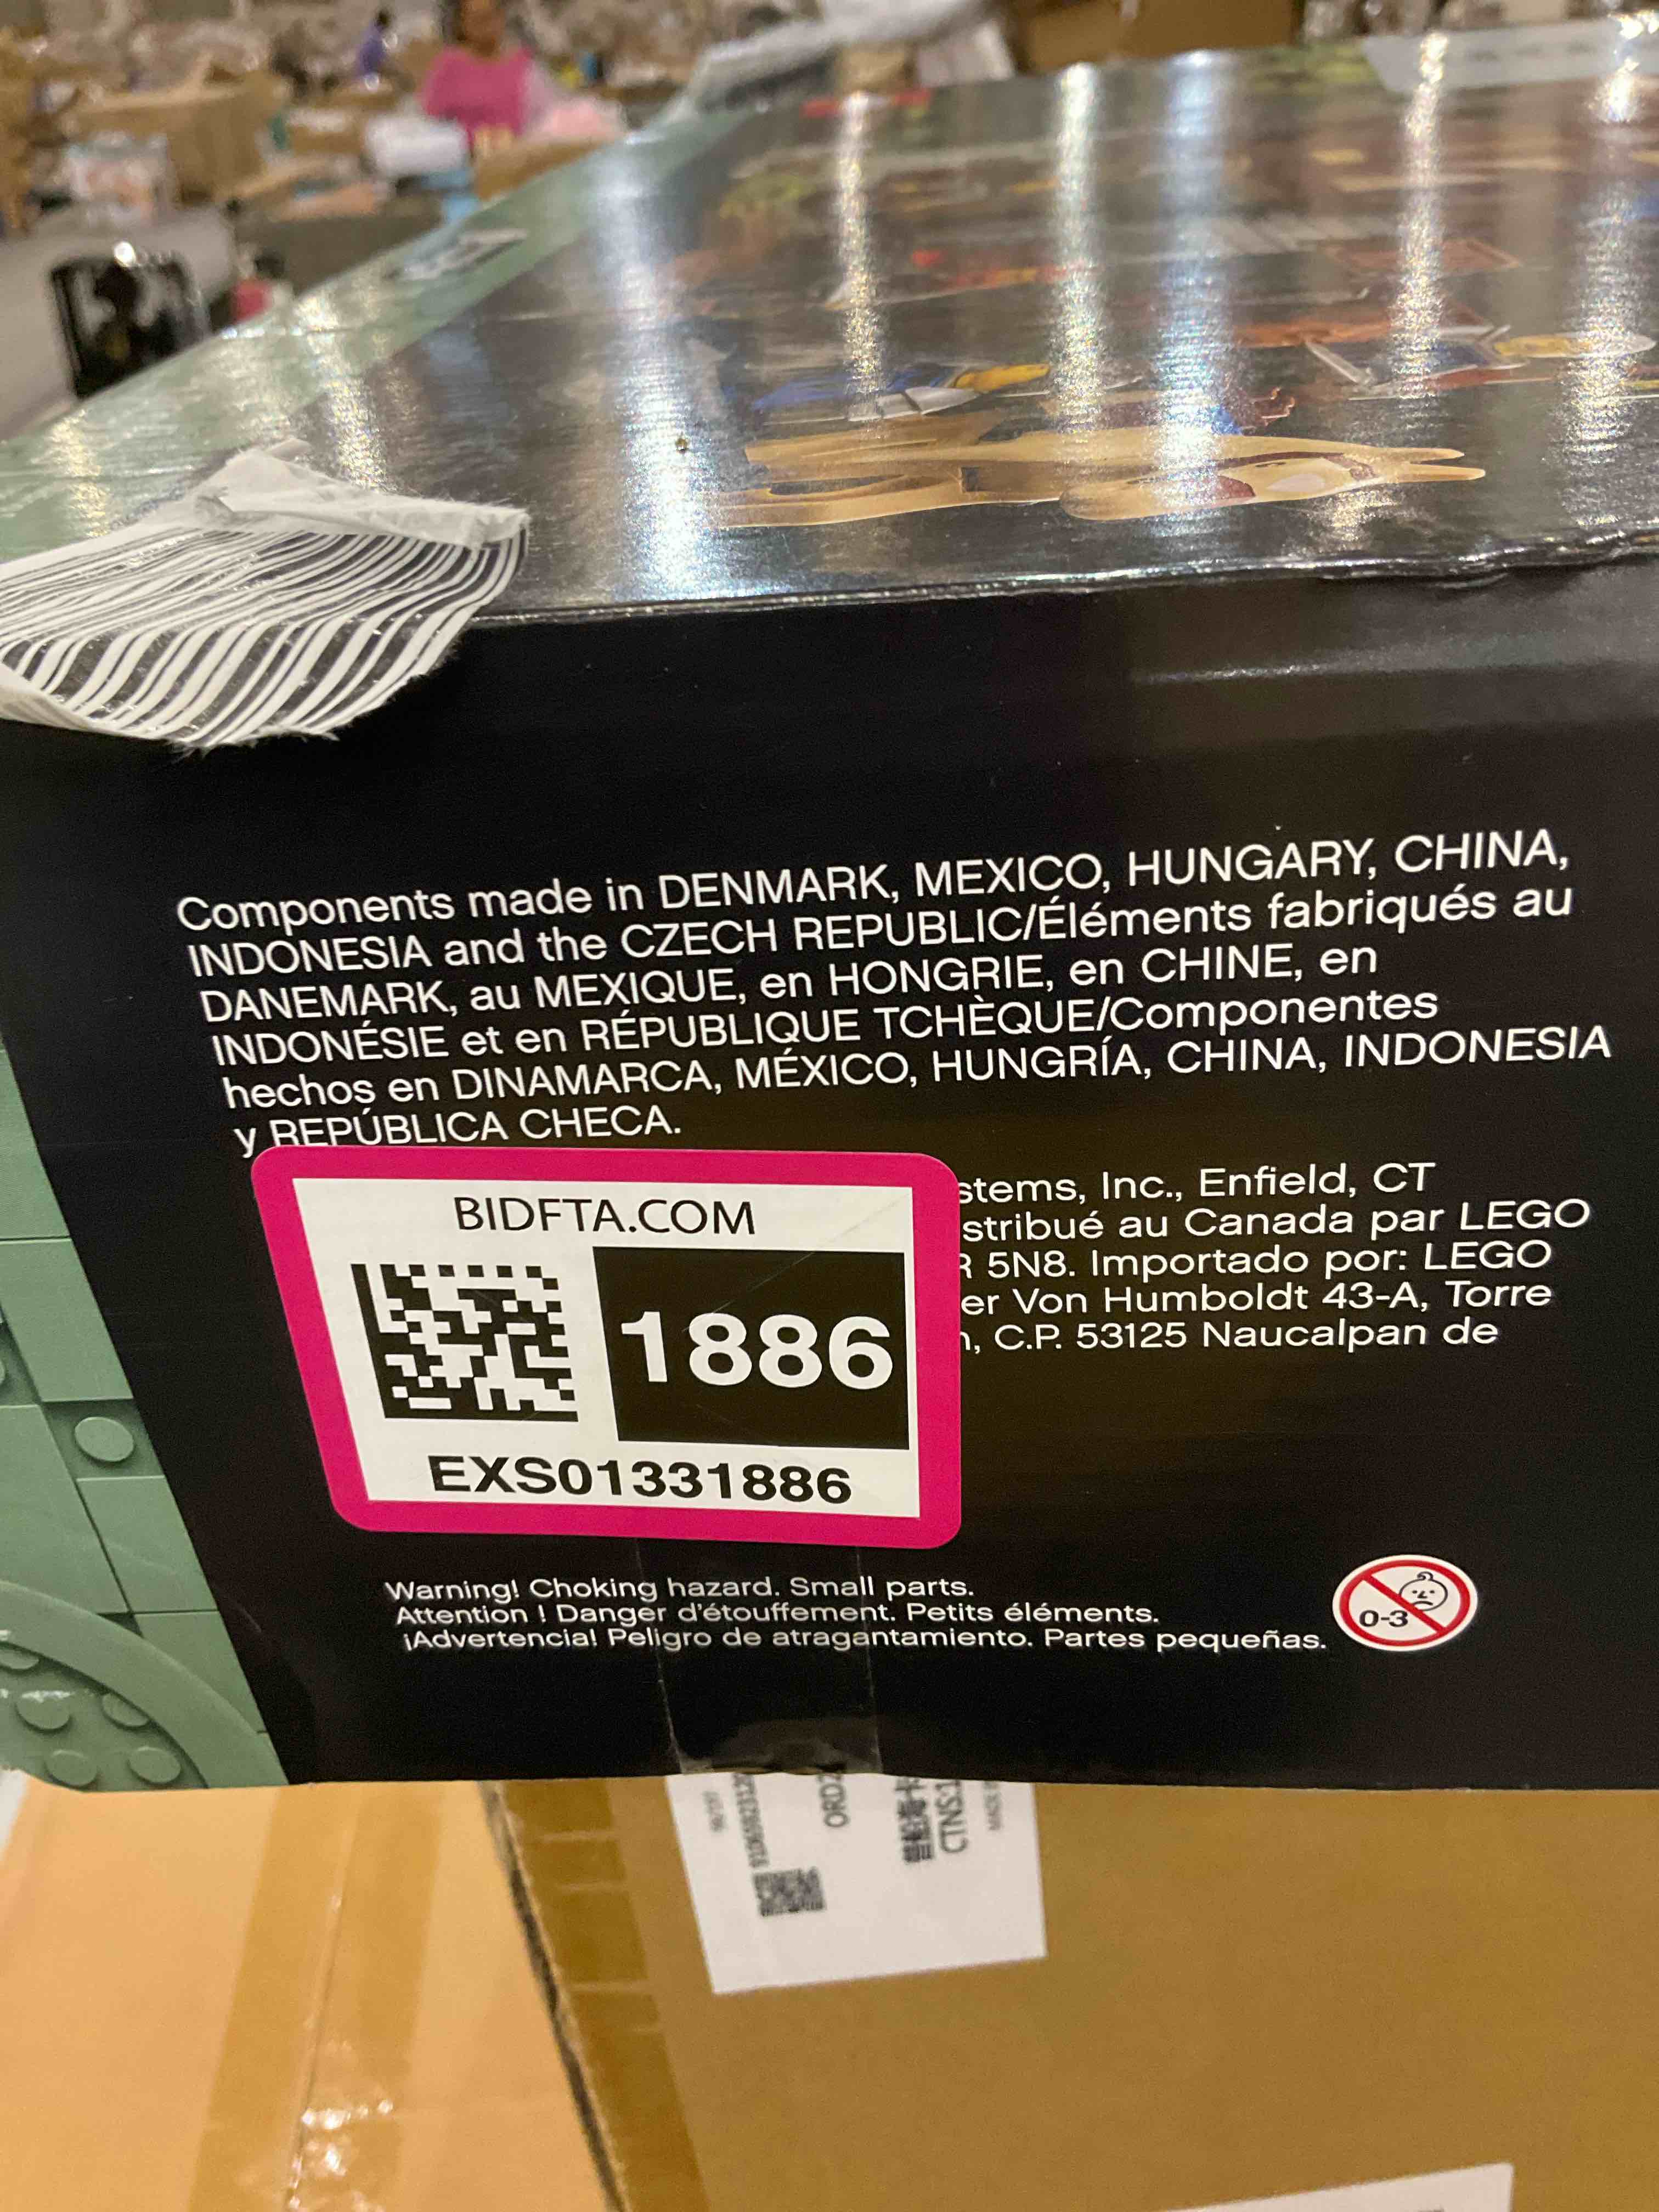 Components made in DENMARK, MEXICO, HUNGARY, CHINA,
INDONESIA and the CZECH REPUBLIC/Éléments fabriqués au
DANEMARK, au MEXIQUE, en HONGRIE, en CHINE, en
INDONÉSIE et en RÉPUBLIQUE TCHÈQUE/Componentes
hechos en DINAMARCA, MÉXICO, HUNGRÍA, CHINA, INDONESIA
y REPÚBLICA CHECA.
stems, Inc., Enfield, CT
stribué au Canada par LEGO
R 5N8. Importado por: LEGO
er Von Humboldt 43-A, Torre
, C.P. 53125 Naucalpan de
BIDFTA.COM
1886
EXS01331886
Warning! Choking hazard. Small parts.
Attention ! Danger d'étouffement. Petits éléments.
¡Advertencia! Peligro de atragantamiento. Partes pequeñas.
0-3
ORD
CTNS:1
MADE